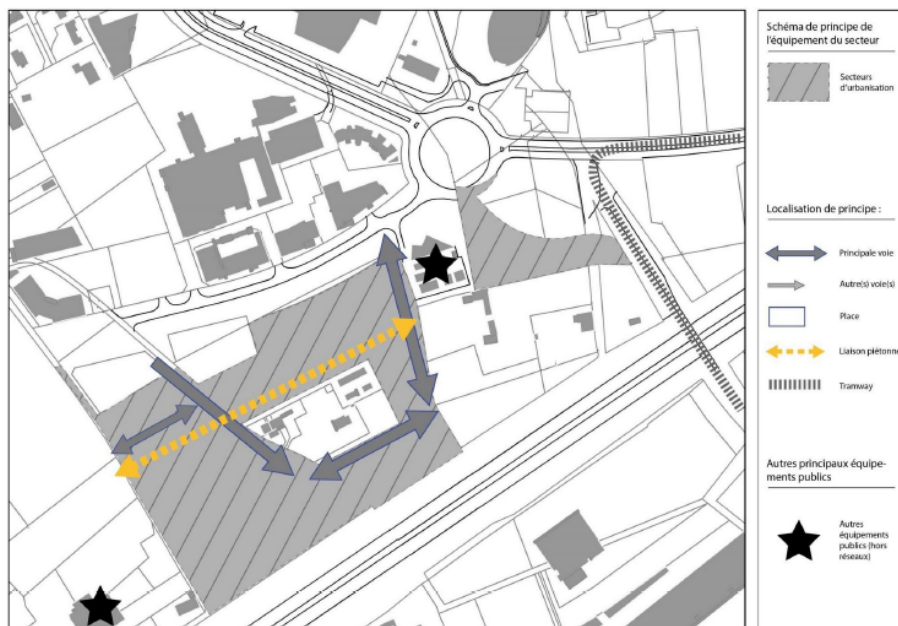 Schéma de principe de
l'équipement du secteur
Secteurs
d'urbanisation
Localisation de principe :
Principale voie
Autre(s) voie(s)
Place
Liaison piétonne
Tramway
Autres principaux équipe-
ments publics
Autres
équipements
publics (hors
réseaux)